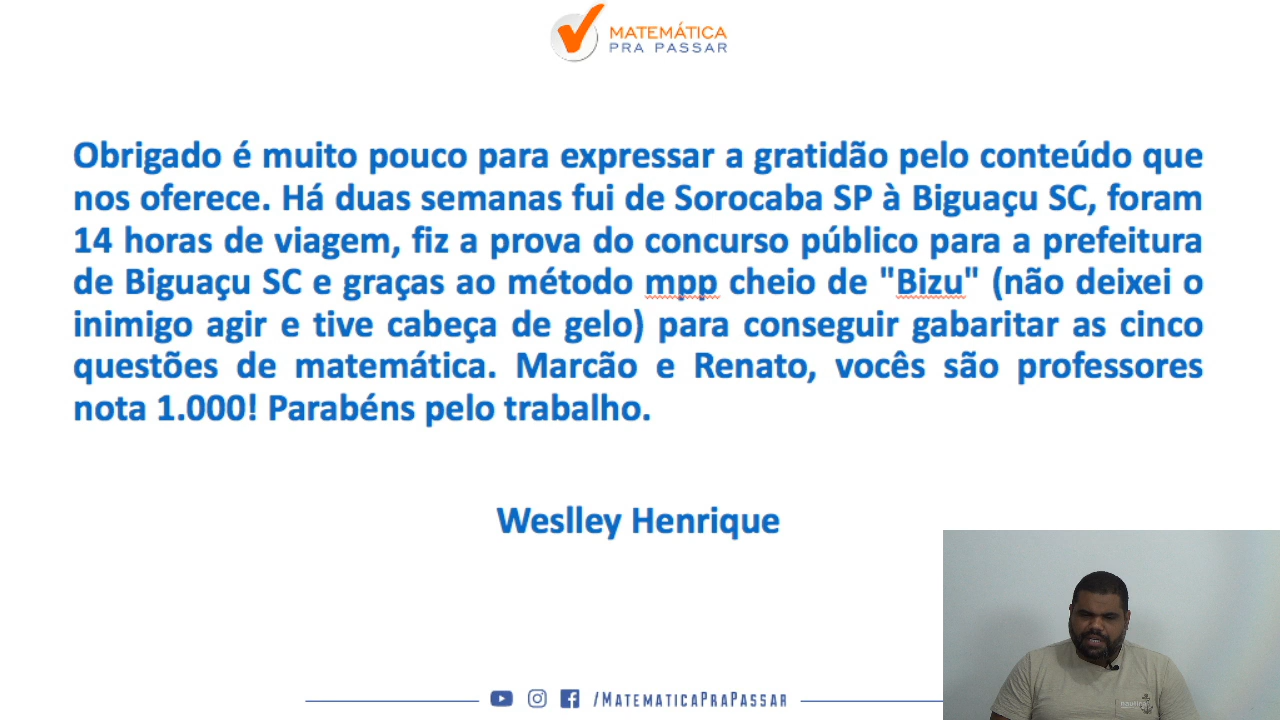 MATEMÁTICA
PRA PASSAR
Obrigado é muito pouco para expressar a gratidão pelo conteúdo que
nos oferece. Há duas semanas fui de Sorocaba SP à Biguaçu SC, foram
14 horas de viagem, fiz a prova do concurso público para a prefeitura
de Biguaçu SC e graças ao método mpp cheio de "Bizu" (não deixei o
inimigo agir e tive cabeça de gelo) para conseguir gabaritar as cinco
questões de matemática. Marcão e Renato, vocês são professores
nota 1.000! Parabéns pelo trabalho.
Weslley Henrique
/MATEMATICAPRAPASSAR